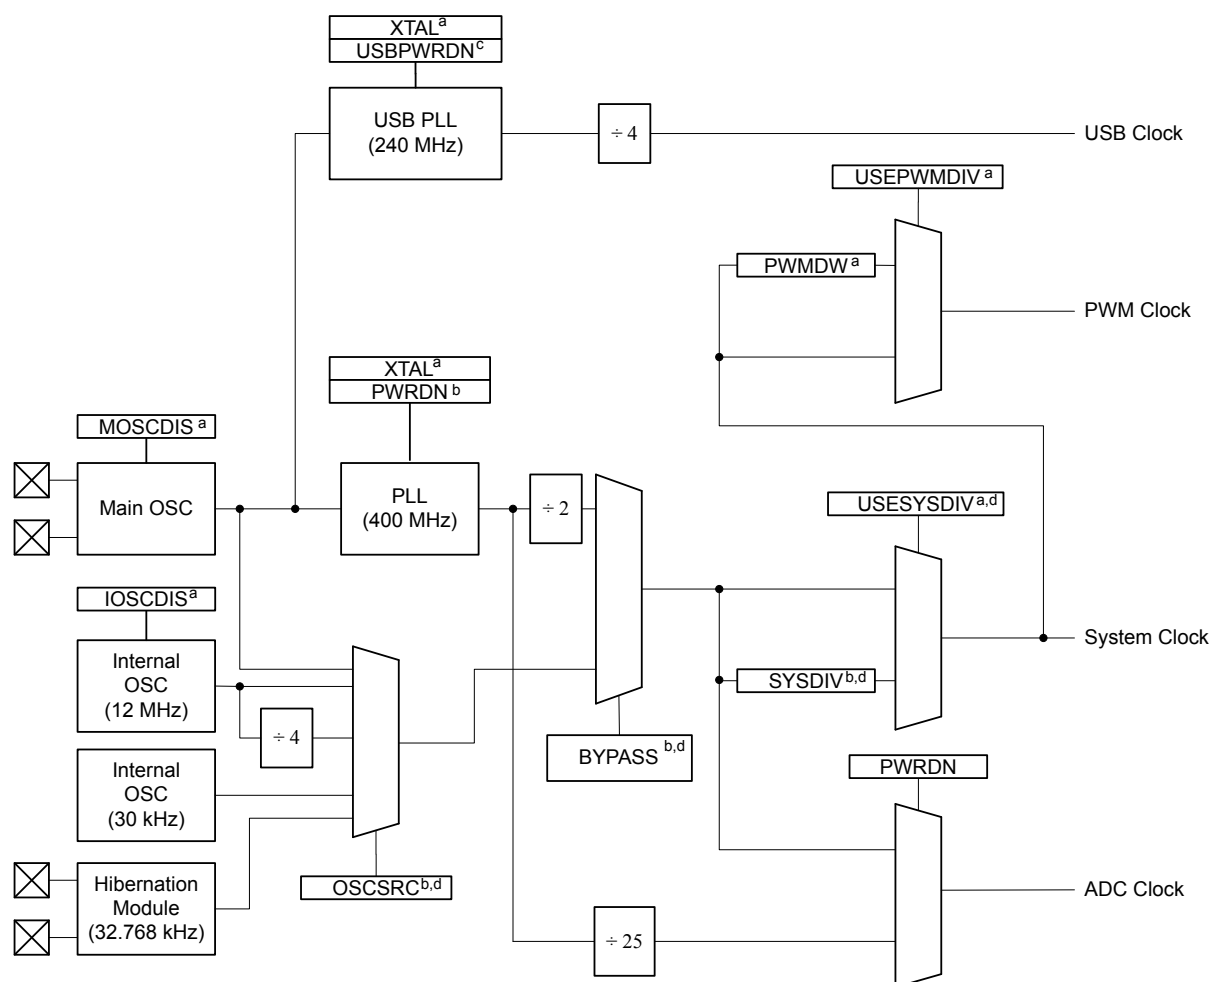 XTALa
USBPWRDNc
USB PLL
(240 MHz)
÷ 4
USB Clock
USEPWMDIV a
PWMDW a
PWM Clock
XTALa
PWRDN b
MOSCDIS a
Main OSC
PLL
(400 MHz)
÷ 2
USESYSDIVa,d
IOSCDISa
Internal
OSC
(12 MHz)
÷ 4
System Clock
SYSDIVb,d
BYPASS b,d
Internal
OSC
(30 kHz)
PWRDN
Hibernation
Module
(32.768 kHz)
OSCSRCb,d
ADC Clock
÷ 25